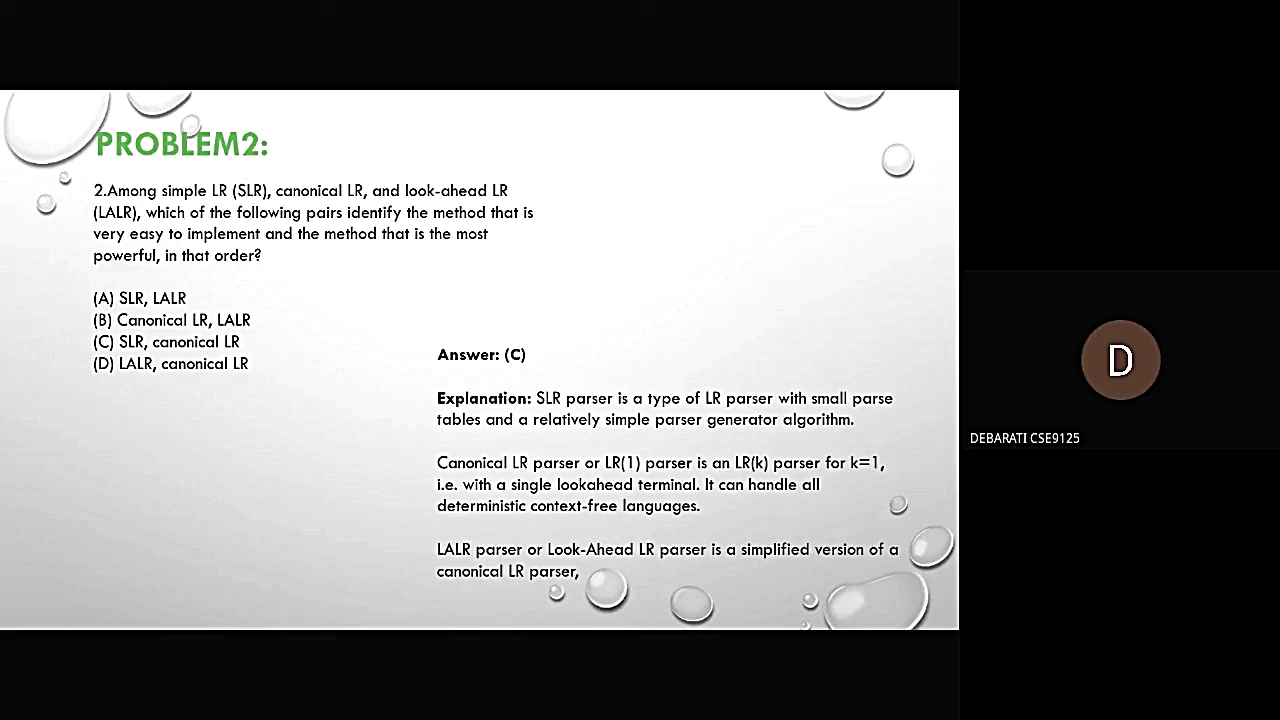 PROBLEM2:
2.Among simple LR (SLR), canonical LR, and look-ahead LR
(LALR), which of the following pairs identify the method that is
very easy to implement and the method that is the most
powerful, in that order?
(A) SLR, LALR
(B) Canonical LR, LALR
(C) SLR, canonical LR
(D) LALR, canonical LR
Answer: (C)
Explanation: SLR parser is a type of LR parser with small parse
tables and a relatively simple parser generator algorithm.
Canonical LR parser or LR(1) parser is an LR(k) parser for k=1,
i.e. with a single lookahead terminal. It can handle all
deterministic context-free languages.
LALR parser or Look-Ahead LR parser is a simplified version of a
canonical LR parser,
D
DEBARATI CSE9125